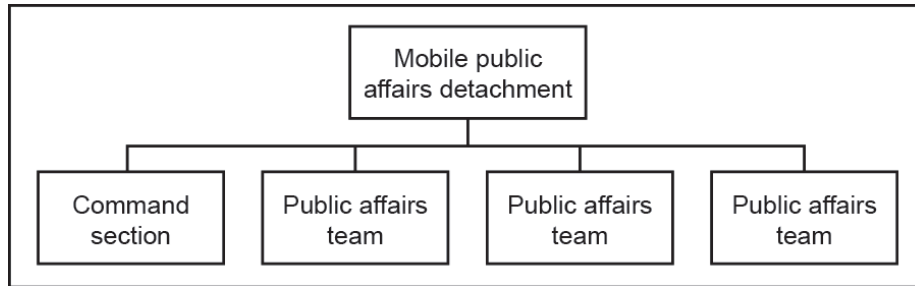 Mobile public
affairs detachment
Command
section
Public affairs
team
Public affairs
team
Public affairs
team